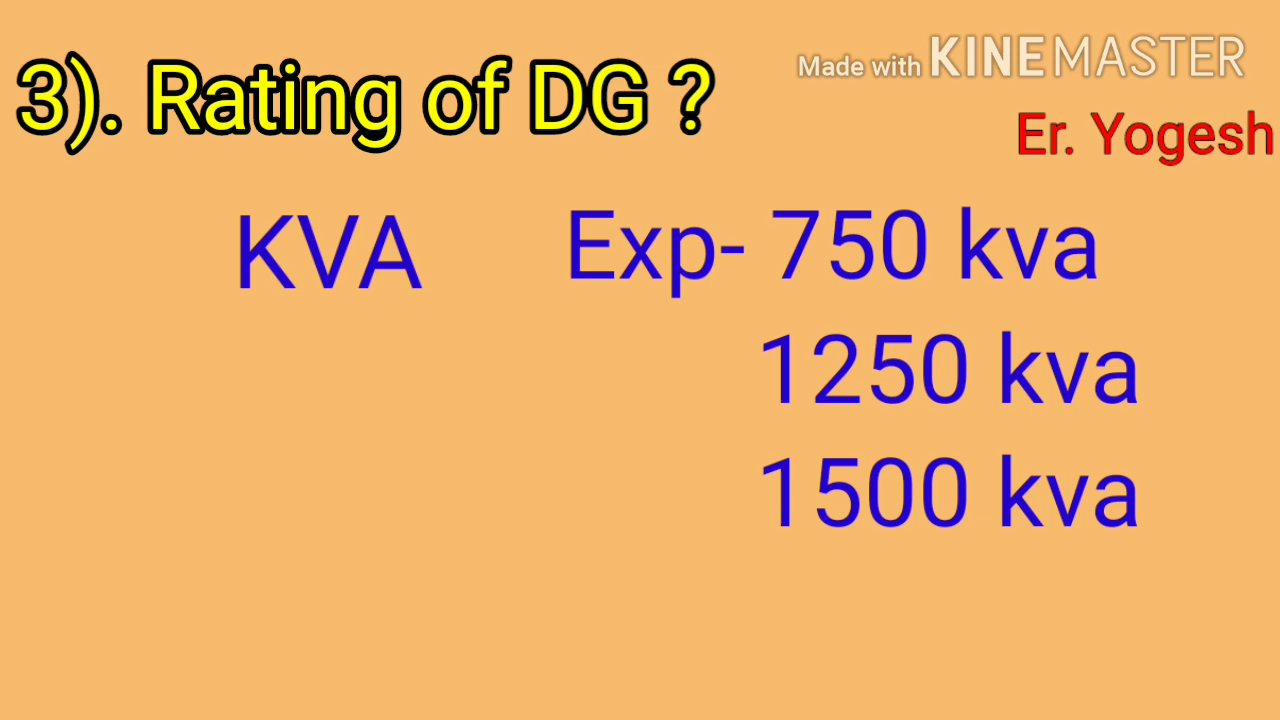 3). Rating of DG ?
Made with KINEMASTER
Er. Yogesh
KVA Exp- 750 kva
1250 kva
1500 kva